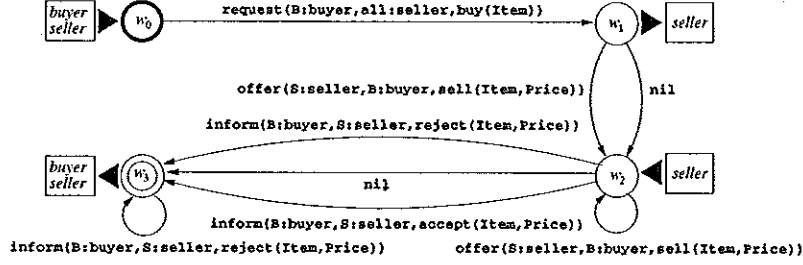 request(B:buyer,all:seller,buy(Item))
buyer
seller
w0
w1
seller
offer(S:seller,B:buyer,sell(Item,Price))
nil
inform(B:buyer,S:seller,reject(Item,Price))
buyer
seller
w3
w2
seller
nil
inform(B:buyer,S:seller,accept(Item,Price))
inform(B:buyer,S:seller,reject(Item,Price))
offer(S:seller,B:buyer,sell(Item,Price))